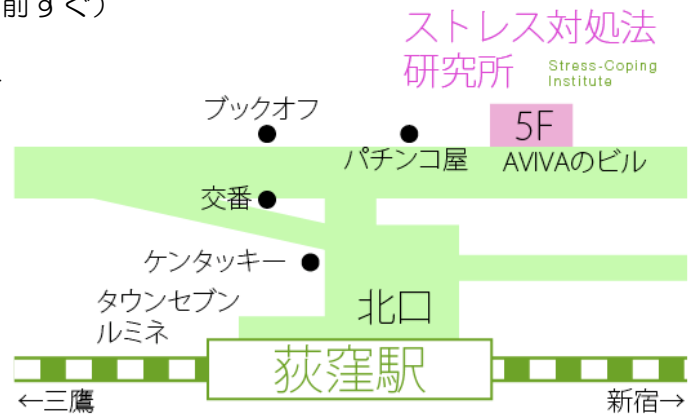 前すぐ）
ストレス対処法
研究所
Stress-Coping
Institute
ブックオフ
5F
パチンコ屋
AVIVAのビル
交番
ケンタッキー
タウンセブン
ルミネ
北口
荻窪駅
←三鷹
新宿→